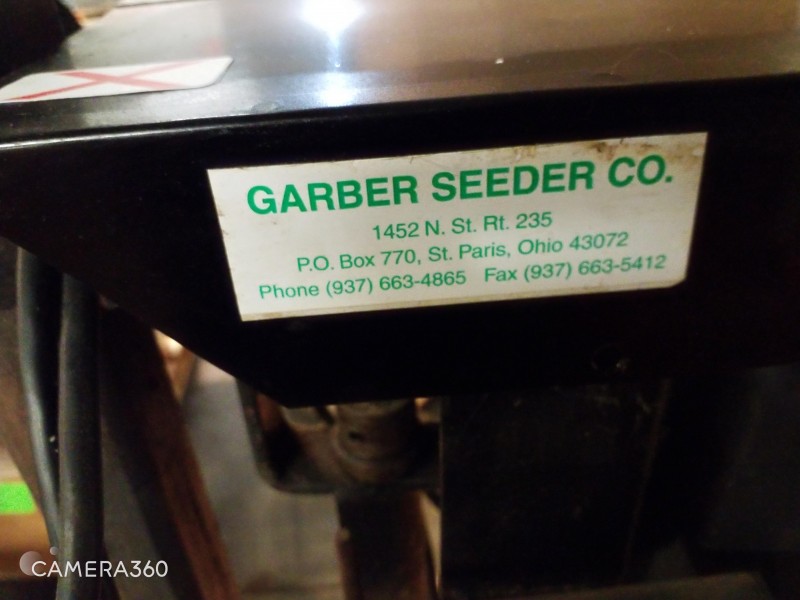 GARBER SEEDER CO.
1452 N. St. Rt. 235
P.O. Box 770, St. Paris, Ohio 43072
Phone (937) 663-4865 Fax (937) 663-5412
CAMERA360